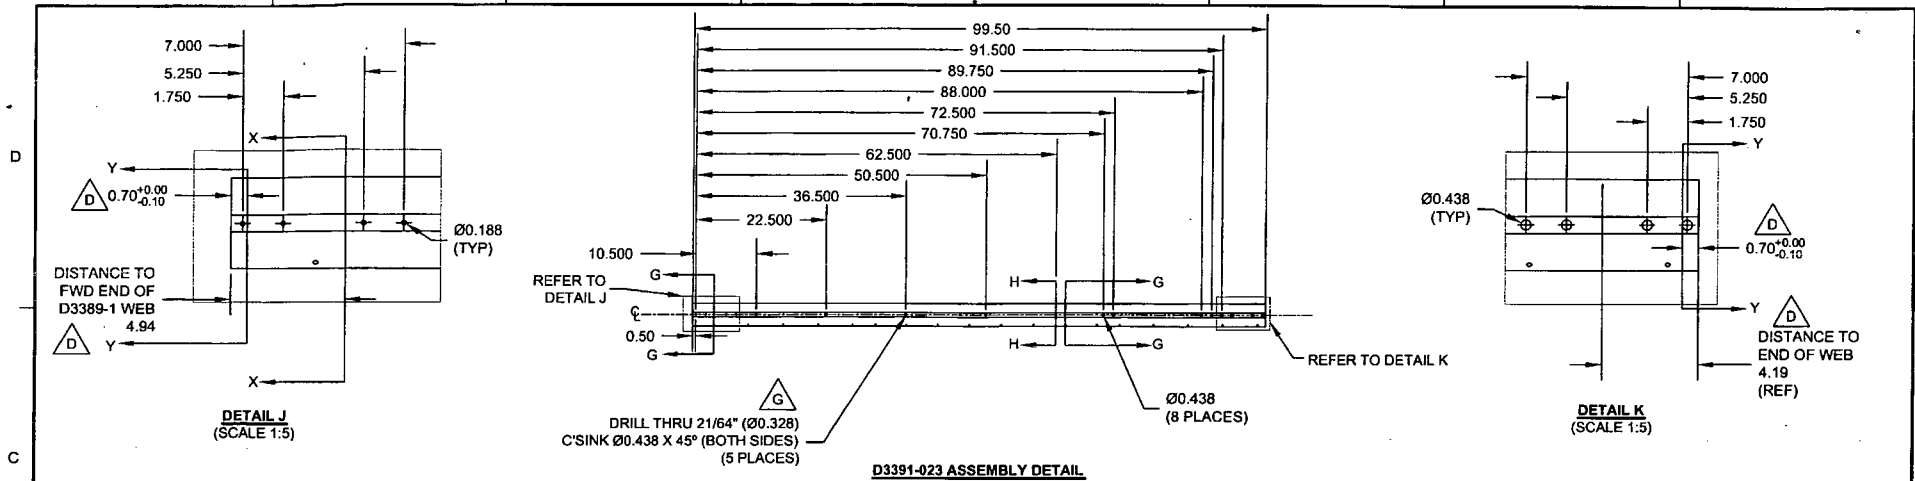 D
C
7.000
5.250
1.750
X
Y
D
0.70 +0.00 -0.10
Ø0.188
(TYP)
DISTANCE TO
FWD END OF
D3389-1 WEB
4.94
D
Y
X
DETAIL J
(SCALE 1:5)
99.50
91.500
89.750
88.000
72.500
70.750
62.500
50.500
36.500
22.500
10.500
REFER TO
DETAIL J
G
H
G
℄
0.50
G
H
G
REFER TO DETAIL K
G
DRILL THRU 21/64" (Ø0.328)
C'SINK Ø0.438 X 45° (BOTH SIDES)
(5 PLACES)
Ø0.438
(8 PLACES)
D3391-023 ASSEMBLY DETAIL
7.000
5.250
1.750
Y
Ø0.438
(TYP)
D
0.70 +0.00 -0.10
Y
D
DISTANCE TO
END OF WEB
4.19
(REF)
DETAIL K
(SCALE 1:5)